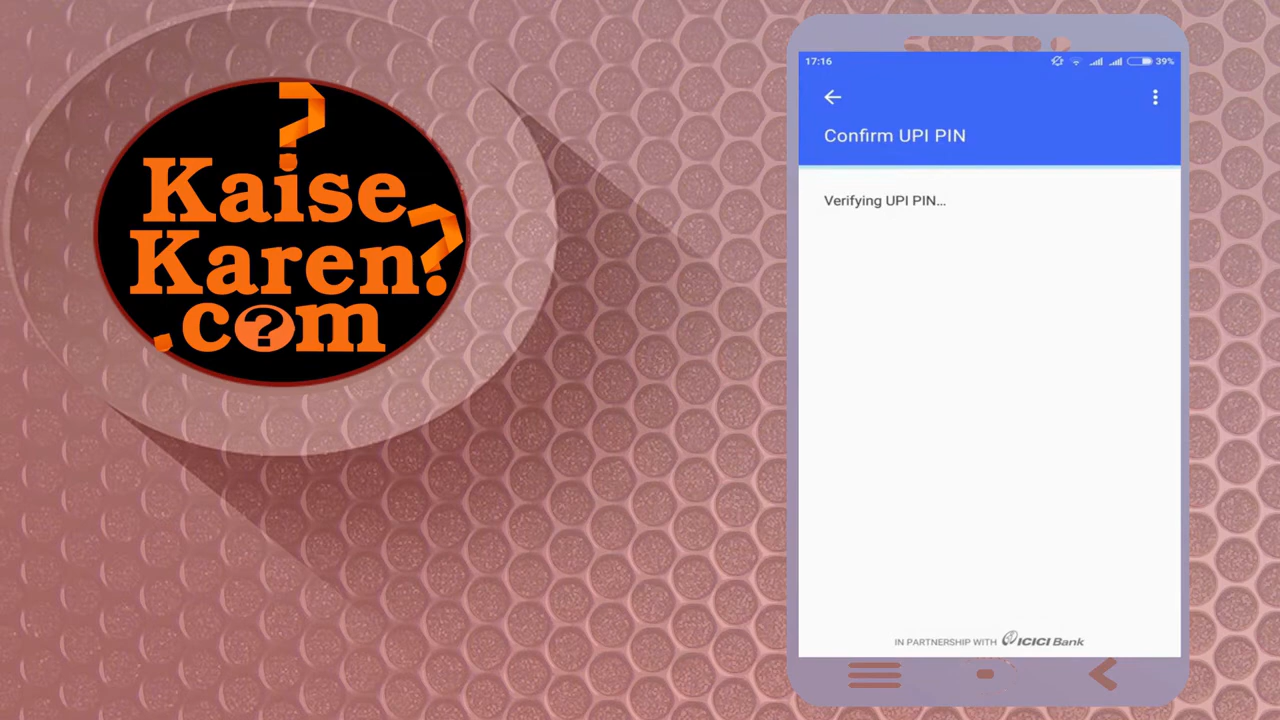 Kaise
Karen
.com
17:16
39%
Confirm UPI PIN
Verifying UPI PIN...
IN PARTNERSHIP WITH ICICI Bank